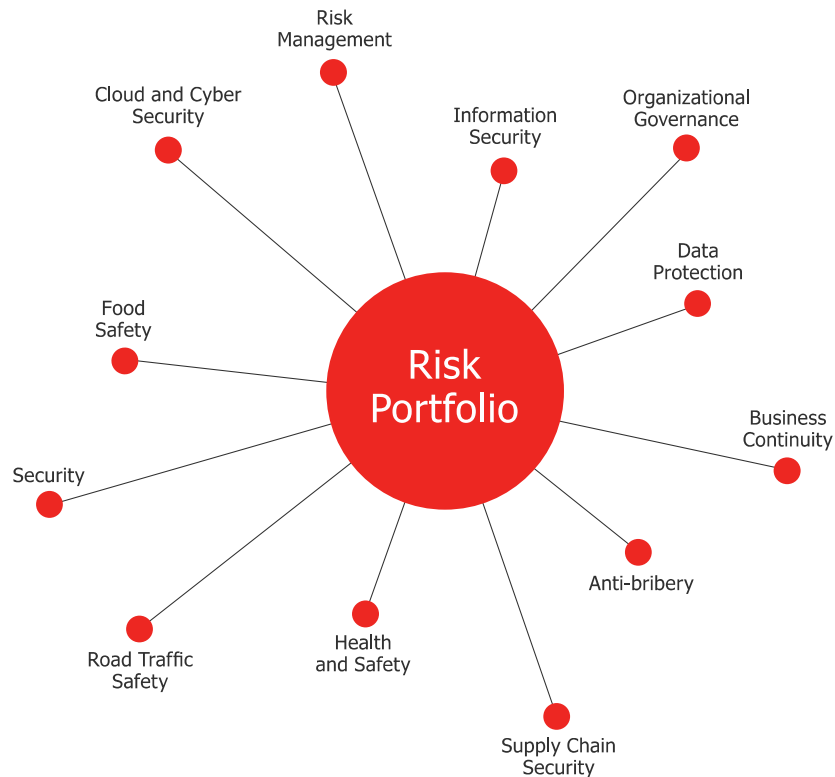 Risk
Management
Cloud and Cyber
Security
Information
Security
Organizational
Governance
Data
Protection
Food
Safety
Risk
Portfolio
Business
Continuity
Security
Anti-bribery
Road Traffic
Safety
Health
and Safety
Supply Chain
Security